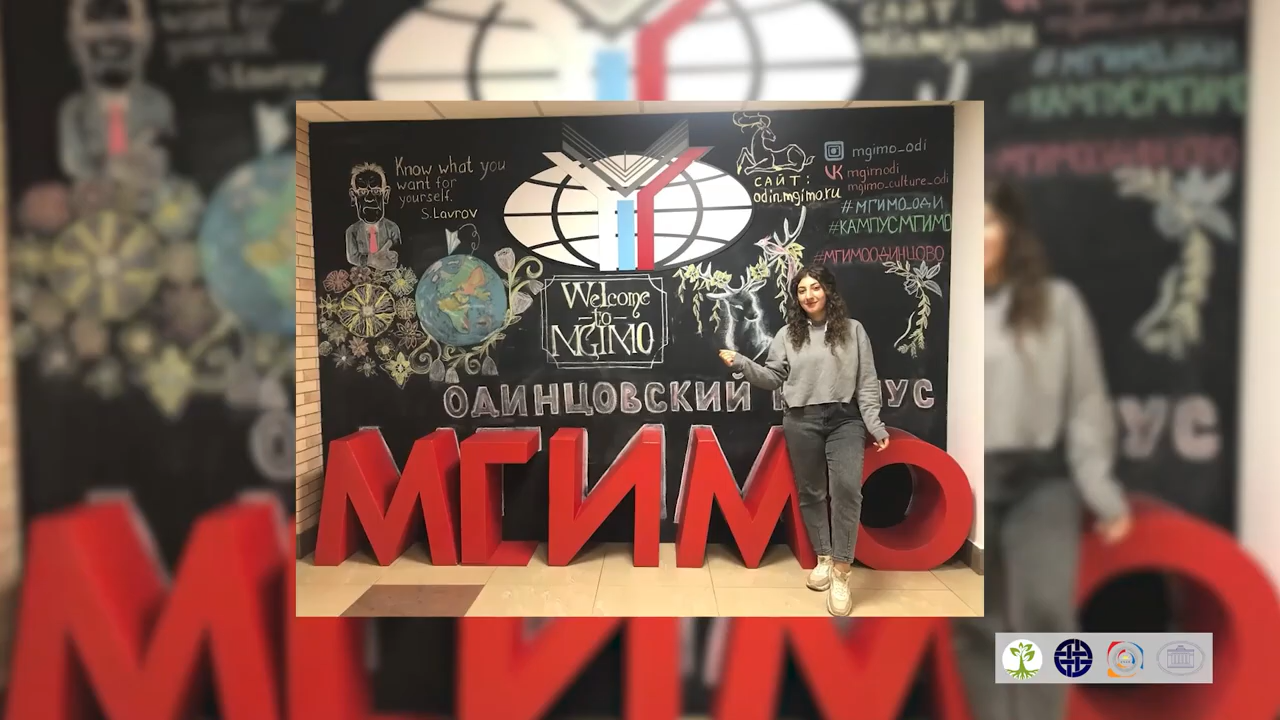 Know what you
want for
yourself.
S.Lavrov
САЙТ:
odin.mgimo.ru
mgimo_odi
mgimodi
mgimo_culture_odi
#МГИМО_ОДИ
#КАМПУСМГИМО
#МГИМООДИНЦОВО
Welcome
-to-
MGIMO
ОДИНЦОВСКИЙ К УС
МГИМО